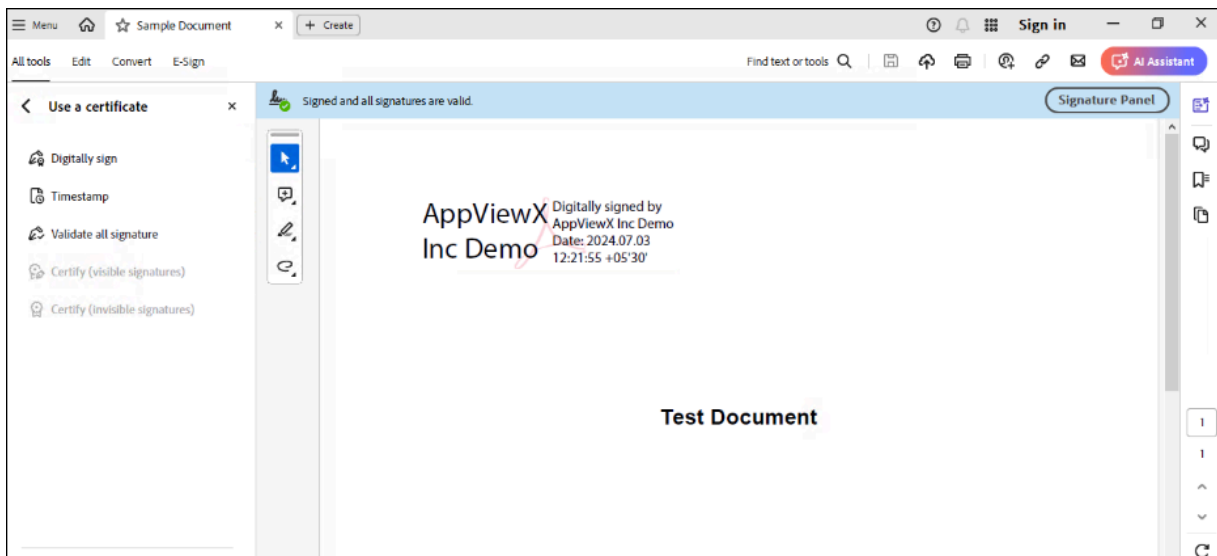 Menu
Sample Document
Create
Sign in
All tools
Edit
Convert
E-Sign
Find text or tools
AI Assistant
Use a certificate
Signed and all signatures are valid.
Signature Panel
Digitally sign
Timestamp
Validate all signature
Certify (visible signatures)
Certify (invisible signatures)
AppViewX
Inc Demo
Digitally signed by
AppViewX Inc Demo
Date: 2024.07.03
12:21:55 +05'30'
Test Document
1
1